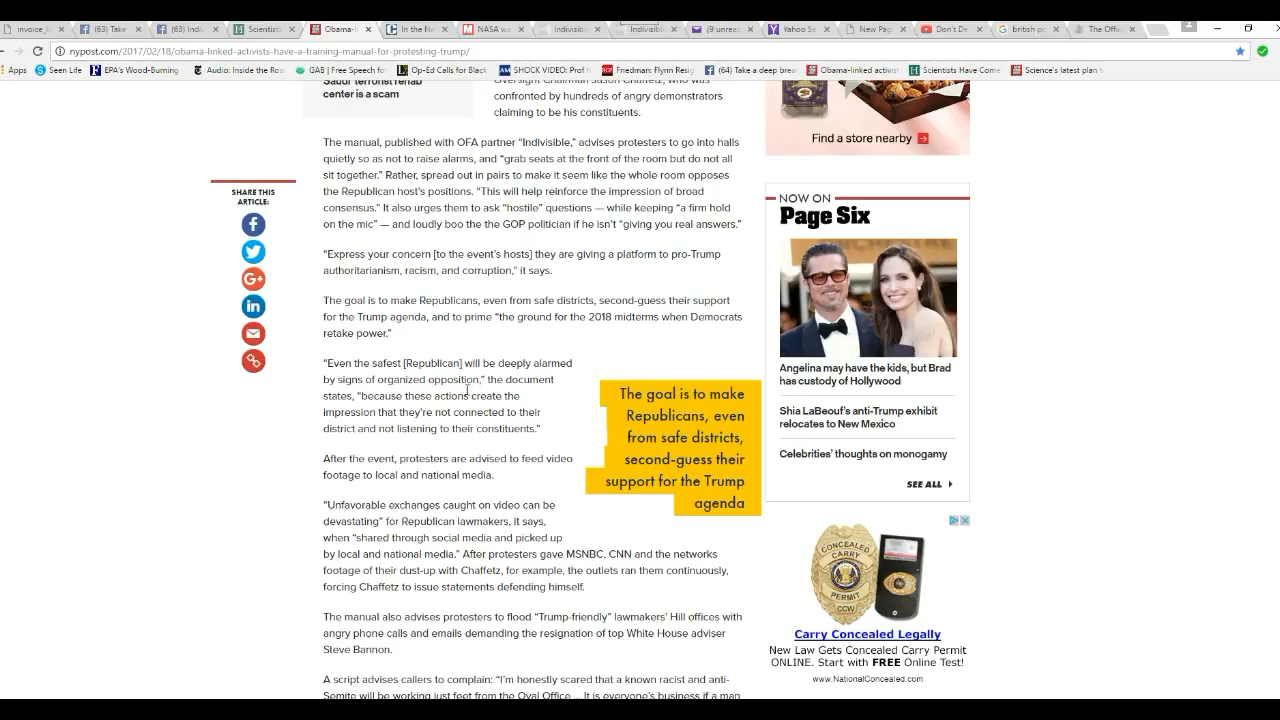 invoice_
(63) Take
(63) Indi
Scientists
Obama-l
In the Ne
NASA w
Indivisible
Indivisible
(9 unrea
Yahoo Se
New Pag
Don't De
british p
The Offi
nypost.com/2017/02/18/obama-linked-activists-have-a-training-manual-for-protesting-trump/
Apps
Seen Life
EPA's Wood-Burning
Audio: Inside the Ro
GAB | Free Speech fo
Op-Ed Calls for Black
SHOCK VIDEO: Prof
Friedman: Flynn Resig
(64) Take a deep brea
Obama-linked activis
Scientists Have Come
Science's latest plan t
Saudi terrorist rehab
center is a scam
Oversight Chairman Jason Chaffetz, who was
confronted by hundreds of angry demonstrators
claiming to be his constituents.
The manual, published with OFA partner “Indivisible,” advises protesters to go into halls
quietly so as not to raise alarms, and “grab seats at the front of the room but do not all
sit together.” Rather, spread out in pairs to make it seem like the whole room opposes
the Republican host’s positions. “This will help reinforce the impression of broad
consensus.” It also urges them to ask “hostile” questions — while keeping “a firm hold
on the mic” — and loudly boo the the GOP politician if he isn’t “giving you real answers.”
“Express your concern [to the event’s hosts] they are giving a platform to pro-Trump
authoritarianism, racism, and corruption,” it says.
The goal is to make Republicans, even from safe districts, second-guess their support
for the Trump agenda, and to prime “the ground for the 2018 midterms when Democrats
retake power.”
“Even the safest [Republican] will be deeply alarmed
by signs of organized opposition,” the document
states, “because these actions create the
impression that they’re not connected to their
district and not listening to their constituents.”
After the event, protesters are advised to feed video
footage to local and national media.
“Unfavorable exchanges caught on video can be
devastating” for Republican lawmakers, it says,
when “shared through social media and picked up
by local and national media.” After protesters gave MSNBC, CNN and the networks
footage of their dust-up with Chaffetz, for example, the outlets ran them continuously,
forcing Chaffetz to issue statements defending himself.
The manual also advises protesters to flood “Trump-friendly” lawmakers’ Hill offices with
angry phone calls and emails demanding the resignation of top White House adviser
Steve Bannon.
A script advises callers to complain: “I’m honestly scared that a known racist and anti-
Semite will be working just feet from the Oval Office … It is everyone’s business if a man
SHARE THIS
ARTICLE:
The goal is to make
Republicans, even
from safe districts,
second-guess their
support for the Trump
agenda
Find a store nearby
NOW ON
Page Six
Angelina may have the kids, but Brad
has custody of Hollywood
Shia LaBeouf’s anti-Trump exhibit
relocates to New Mexico
Celebrities’ thoughts on monogamy
SEE ALL
CONCEALED
CARRY
PERMIT
CCW
Carry Concealed Legally
New Law Gets Concealed Carry Permit
ONLINE. Start with FREE Online Test!
www.NationalConcealed.com